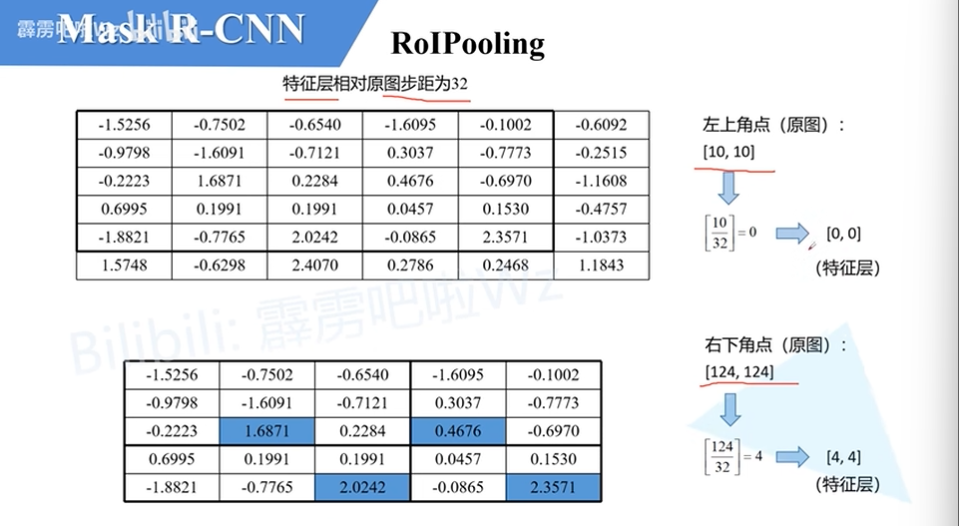 霹雳吧啦Wz bilibili
Mask R-CNN
RoIPooling
特征层相对原图步距为32
-1.5256 -0.7502 -0.6540 -1.6095 -0.1002 -0.6092
-0.9798 -1.6091 -0.7121 0.3037 -0.7773 -0.2515
-0.2223 1.6871 0.2284 0.4676 -0.6970 -1.1608
0.6995 0.1991 0.1991 0.0457 0.1530 -0.4757
-1.8821 -0.7765 2.0242 -0.0865 2.3571 -1.0373
1.5748 -0.6298 2.4070 0.2786 0.2468 1.1843
左上角点（原图）：
[10, 10]
[10/32] = 0 [0, 0]
（特征层）
Bilibili: 霹雳吧啦Wz
-1.5256 -0.7502 -0.6540 -1.6095 -0.1002
-0.9798 -1.6091 -0.7121 0.3037 -0.7773
-0.2223 1.6871 0.2284 0.4676 -0.6970
0.6995 0.1991 0.1991 0.0457 0.1530
-1.8821 -0.7765 2.0242 -0.0865 2.3571
右下角点（原图）：
[124, 124]
[124/32] = 4 [4, 4]
（特征层）